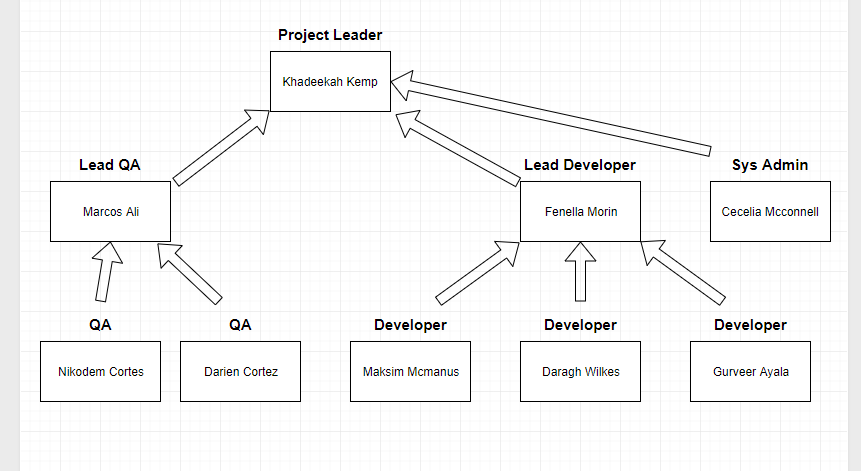 Project Leader
Khadeekah Kemp
Lead QA
Lead Developer
Sys Admin
Marcos Ali
Fenella Morin
Cecelia Mcconnell
QA
QA
Developer
Developer
Developer
Nikodem Cortes
Darien Cortez
Maksim Mcmanus
Daragh Wilkes
Gurveer Ayala